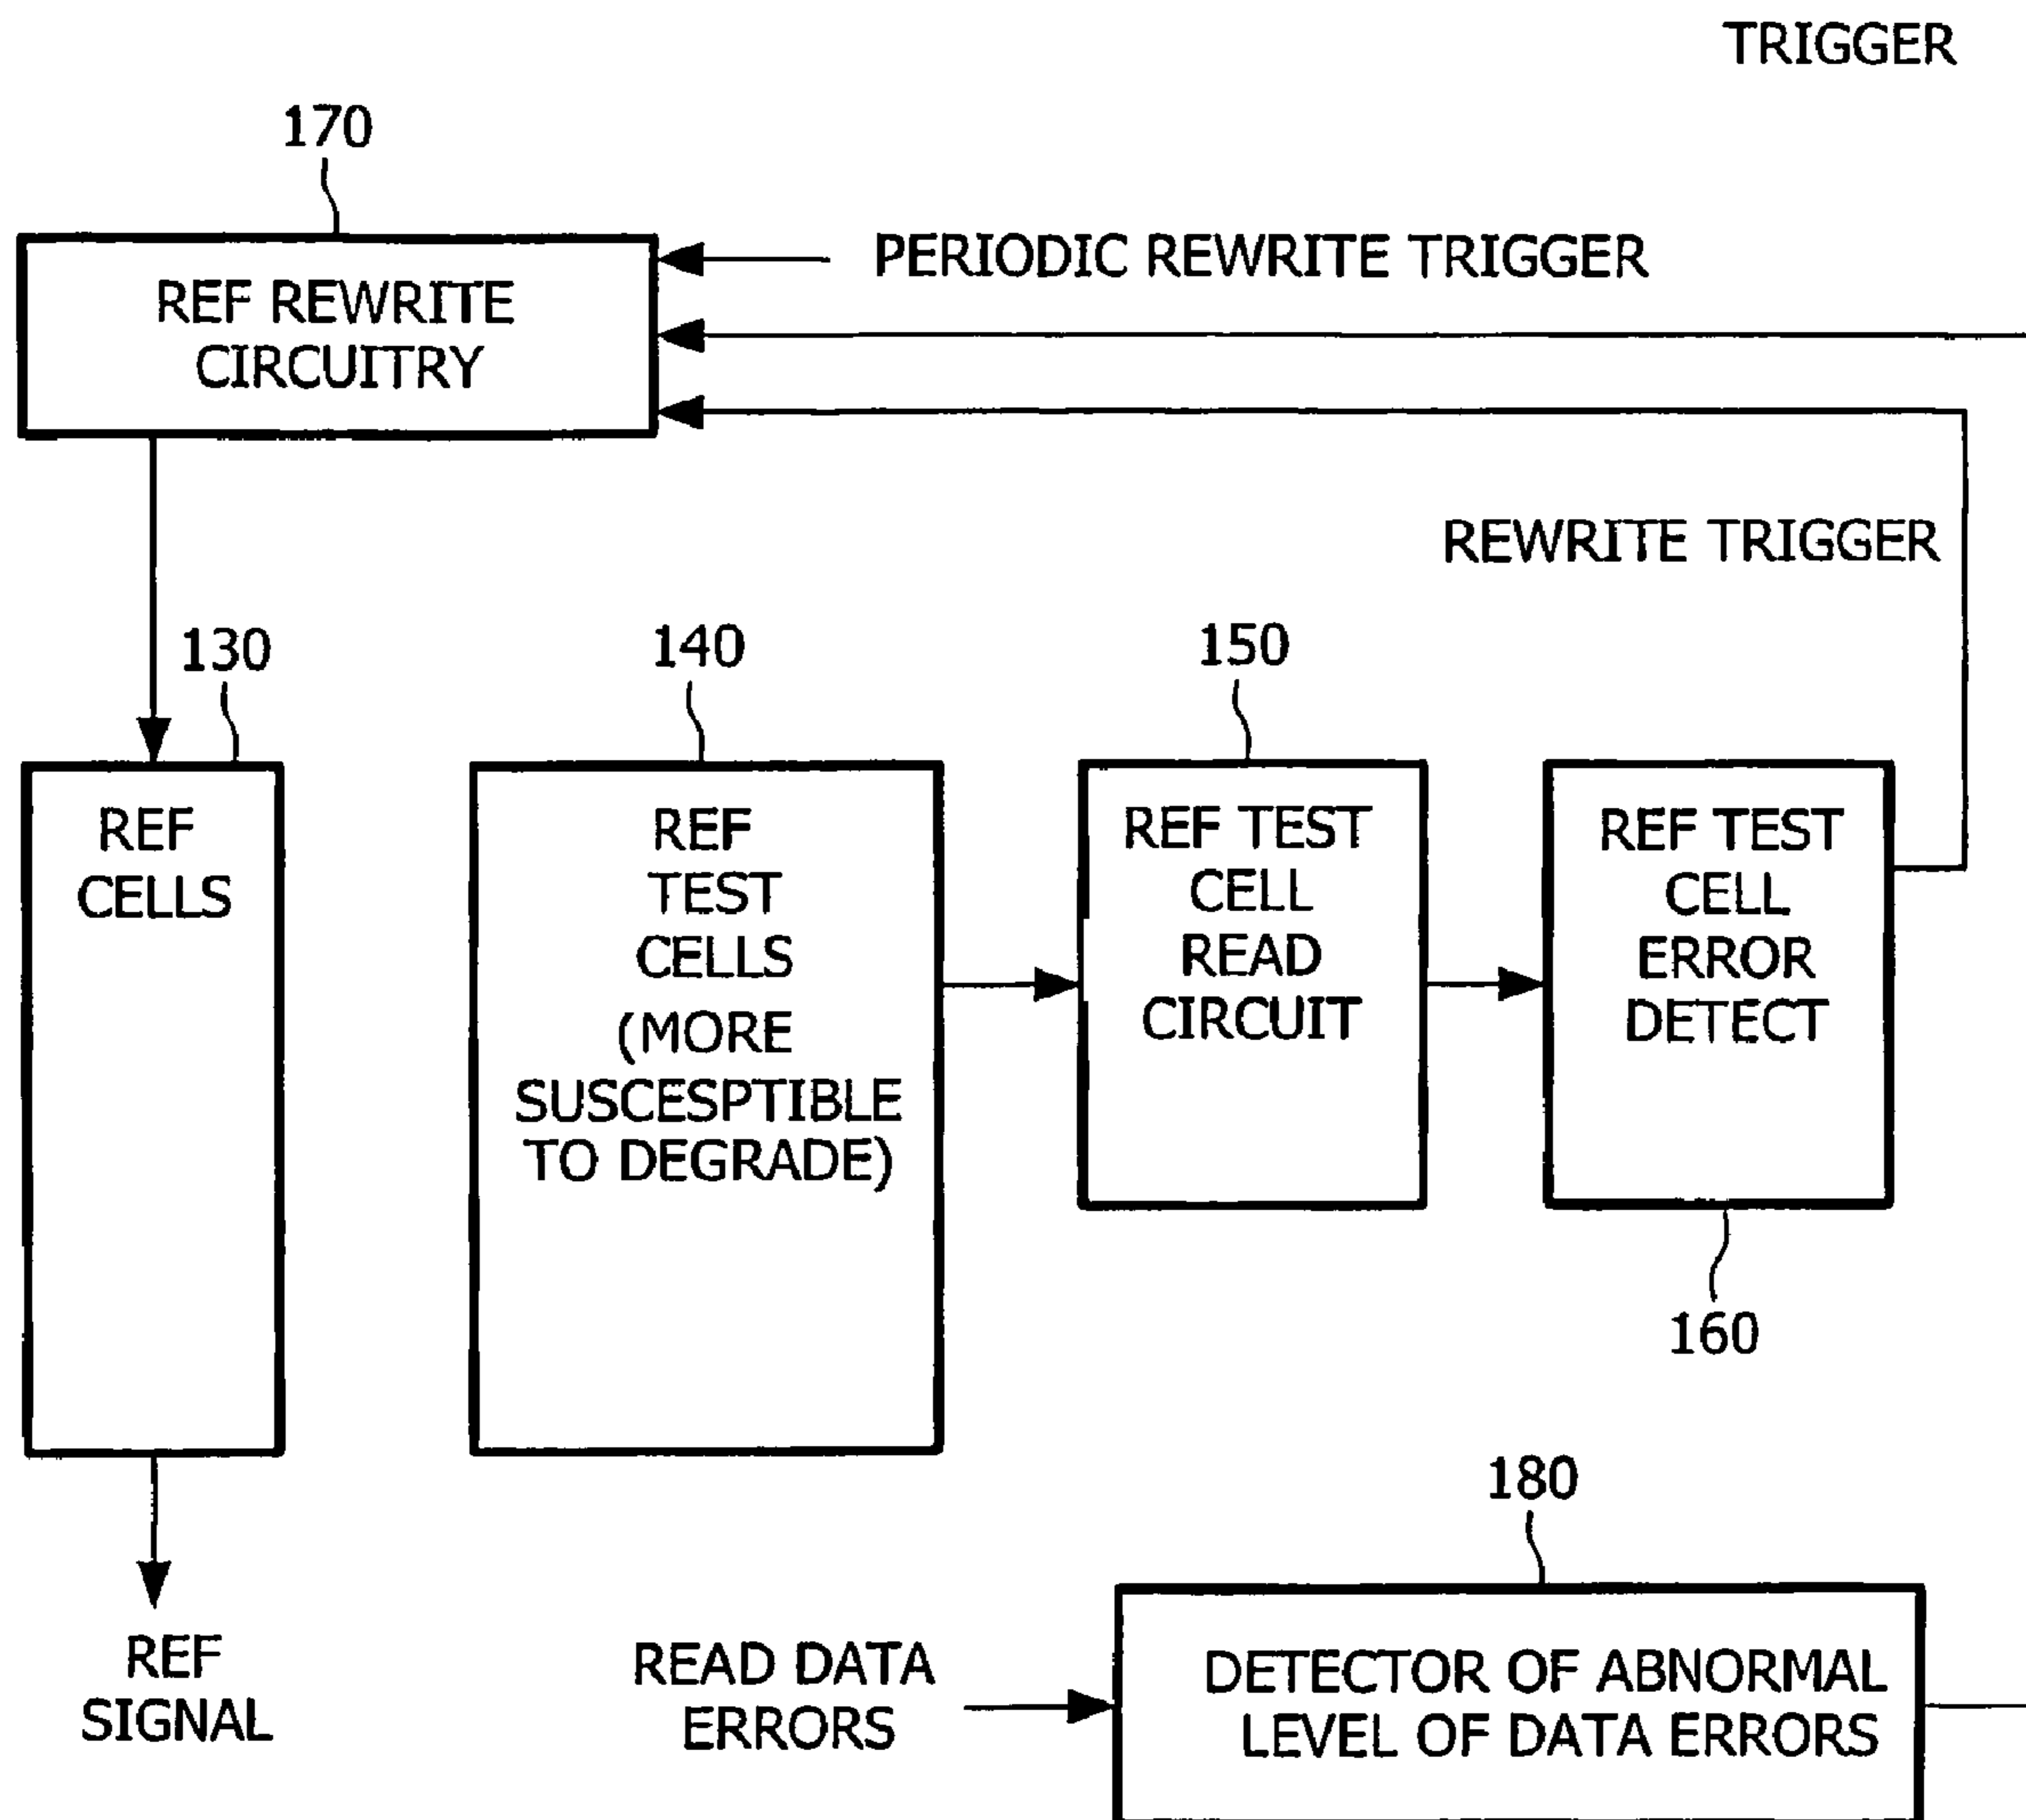 TRIGGER
170
REF REWRITE
CIRCUITRY
PERIODIC REWRITE TRIGGER
REWRITE TRIGGER
130
140
150
REF
CELLS
REF
TEST
CELLS
(MORE
SUSCESPTIBLE
TO DEGRADE)
REF TEST
CELL
READ
CIRCUIT
REF TEST
CELL
ERROR
DETECT
160
180
REF
SIGNAL
READ DATA
ERRORS
DETECTOR OF ABNORMAL
LEVEL OF DATA ERRORS